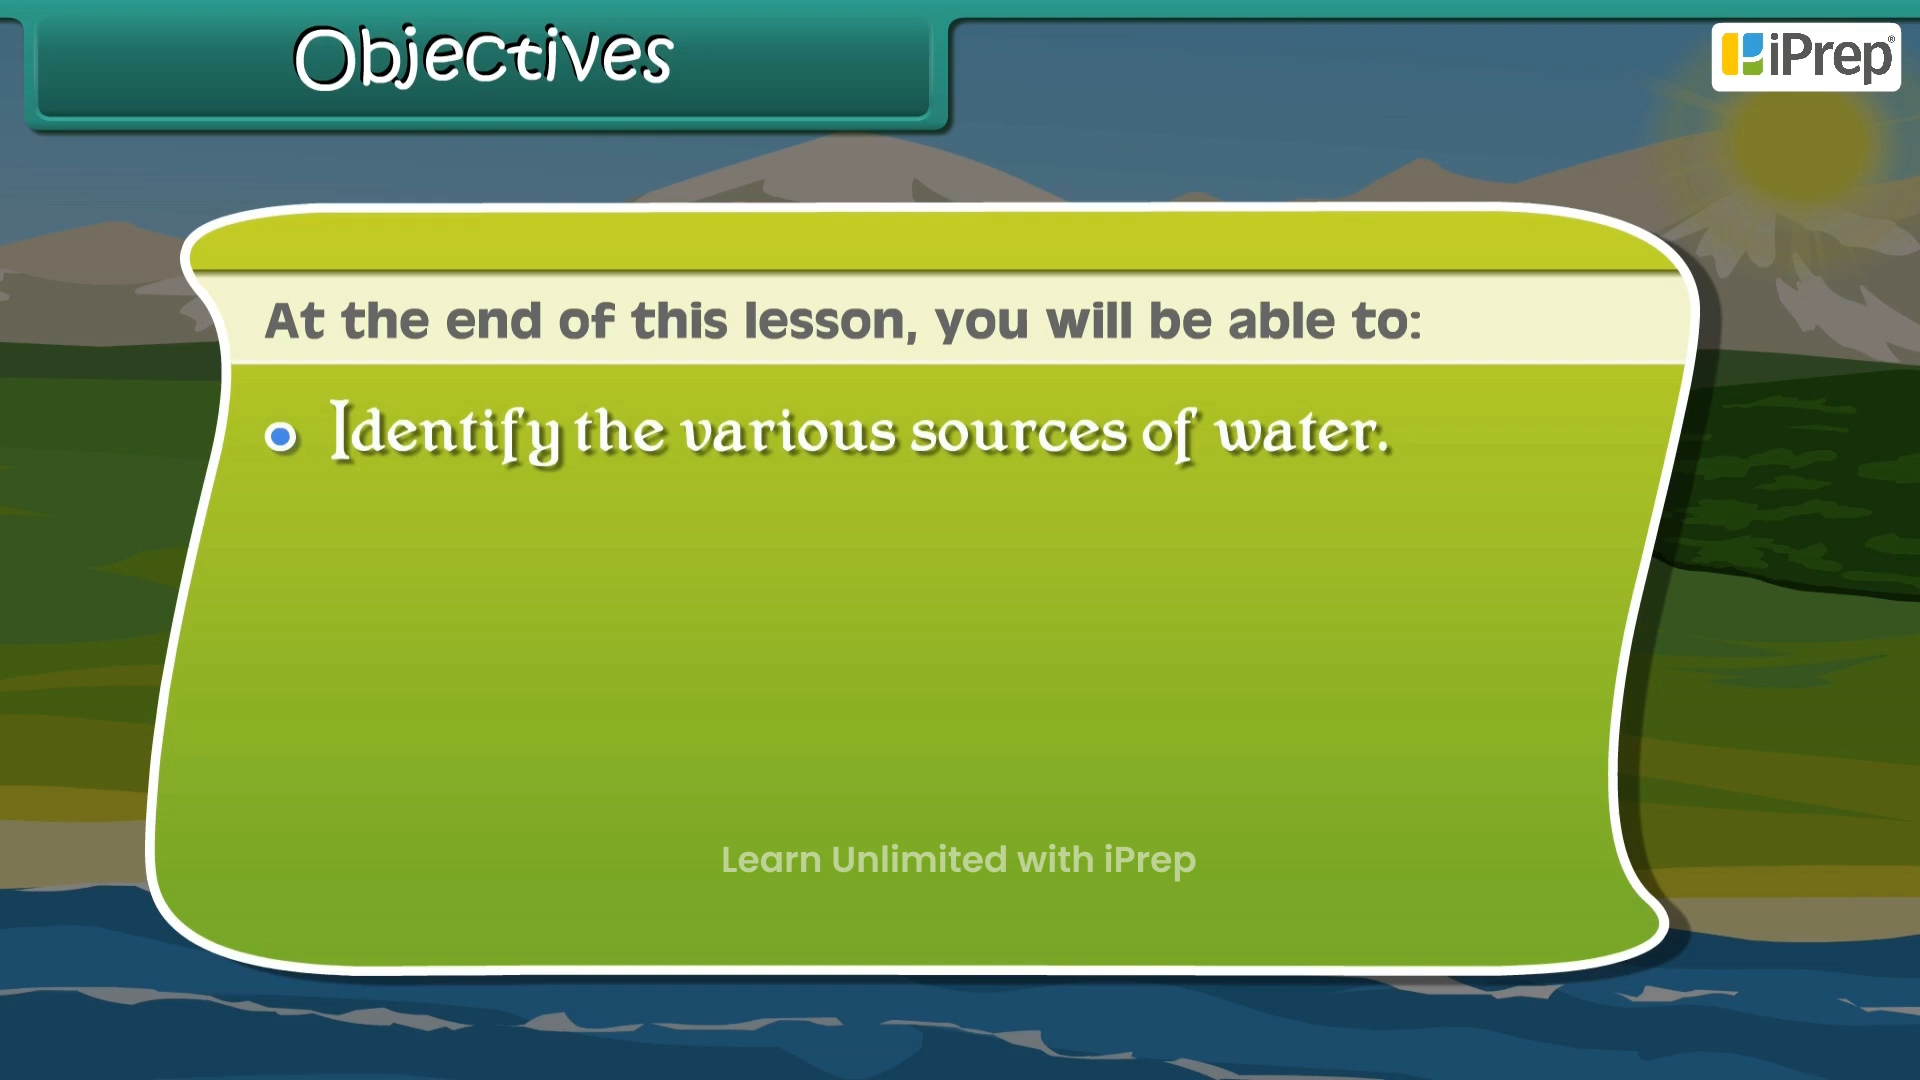 Objectives
iPrep®
At the end of this lesson, you will be able to:
Identify the various sources of water.
Learn Unlimited with iPrep